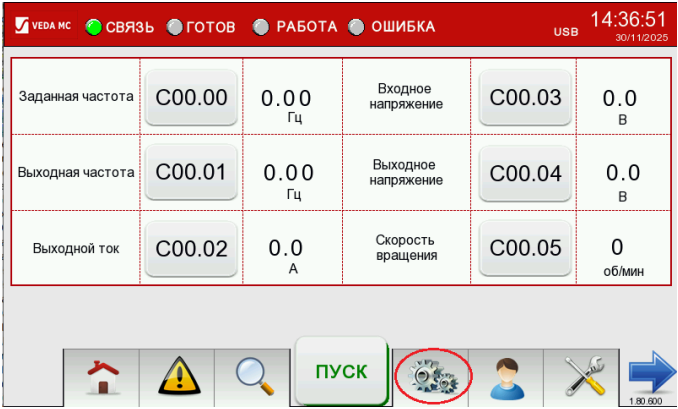 VEDA MC СВЯЗЬ ГОТОВ РАБОТА ОШИБКА USB 14:36:51
30/11/2025
Заданная частота C00.00 0.00 Гц Входное напряжение C00.03 0.0 В
Выходная частота C00.01 0.00 Гц Выходное напряжение C00.04 0.0 В
Выходной ток C00.02 0.0 А Скорость вращения C00.05 0 об/мин
ПУСК
1.80.600